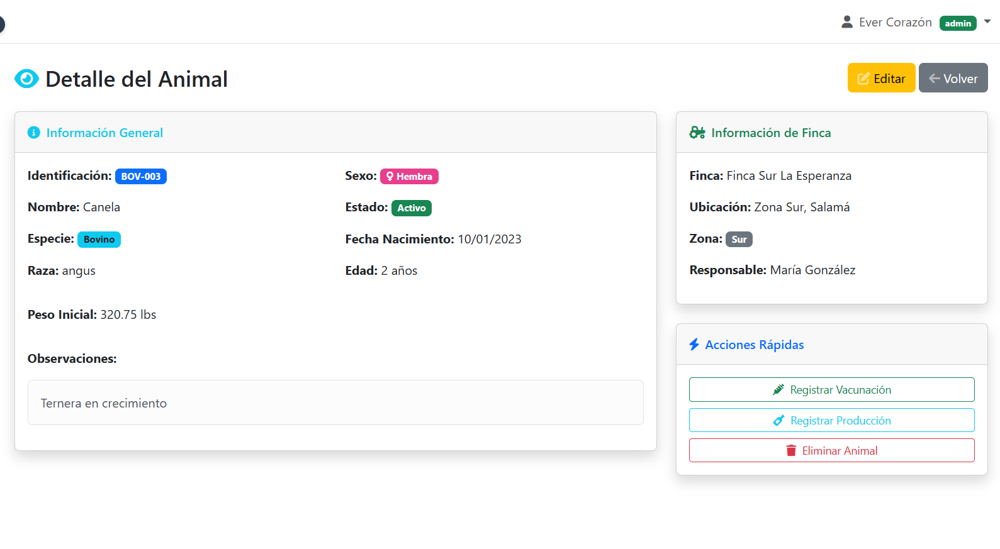 Ever Corazón admin
Detalle del Animal
Editar
Volver
Información General
Identificación: BOV-003
Nombre: Canela
Especie: Bovino
Raza: angus
Sexo: Hembra
Estado: Activo
Fecha Nacimiento: 10/01/2023
Edad: 2 años
Peso Inicial: 320.75 lbs
Observaciones:
Ternera en crecimiento
Información de Finca
Finca: Finca Sur La Esperanza
Ubicación: Zona Sur, Salamá
Zona: Sur
Responsable: María González
Acciones Rápidas
Registrar Vacunación
Registrar Producción
Eliminar Animal